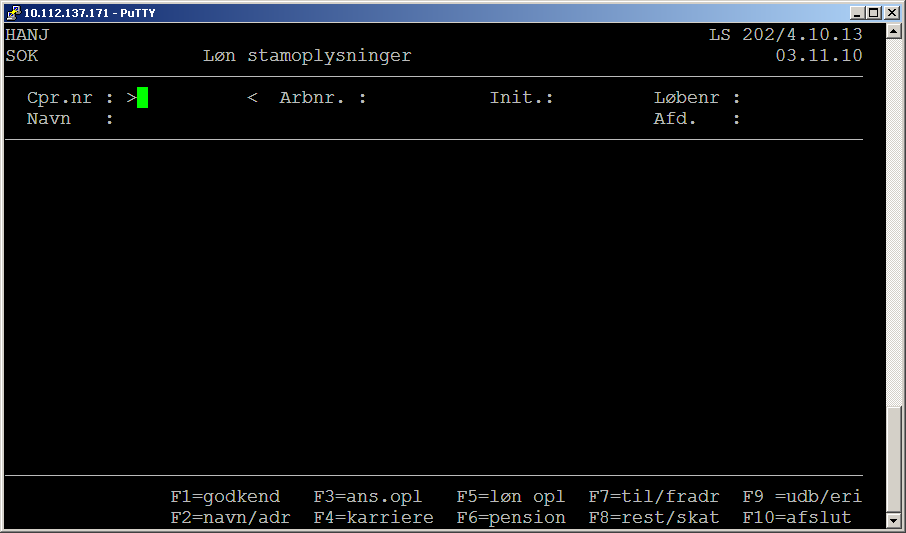 10.112.137.171 - PuTTY
HANJ LS 202/4.10.13
SOK Løn stamoplysninger 03.11.10
Cpr.nr : > < Arbnr. : Init.: Løbenr :
Navn : Afd. :
F1=godkend F3=ans.opl F5=løn opl F7=til/fradr F9 =udb/eri
F2=navn/adr F4=karriere F6=pension F8=rest/skat F10=afslut